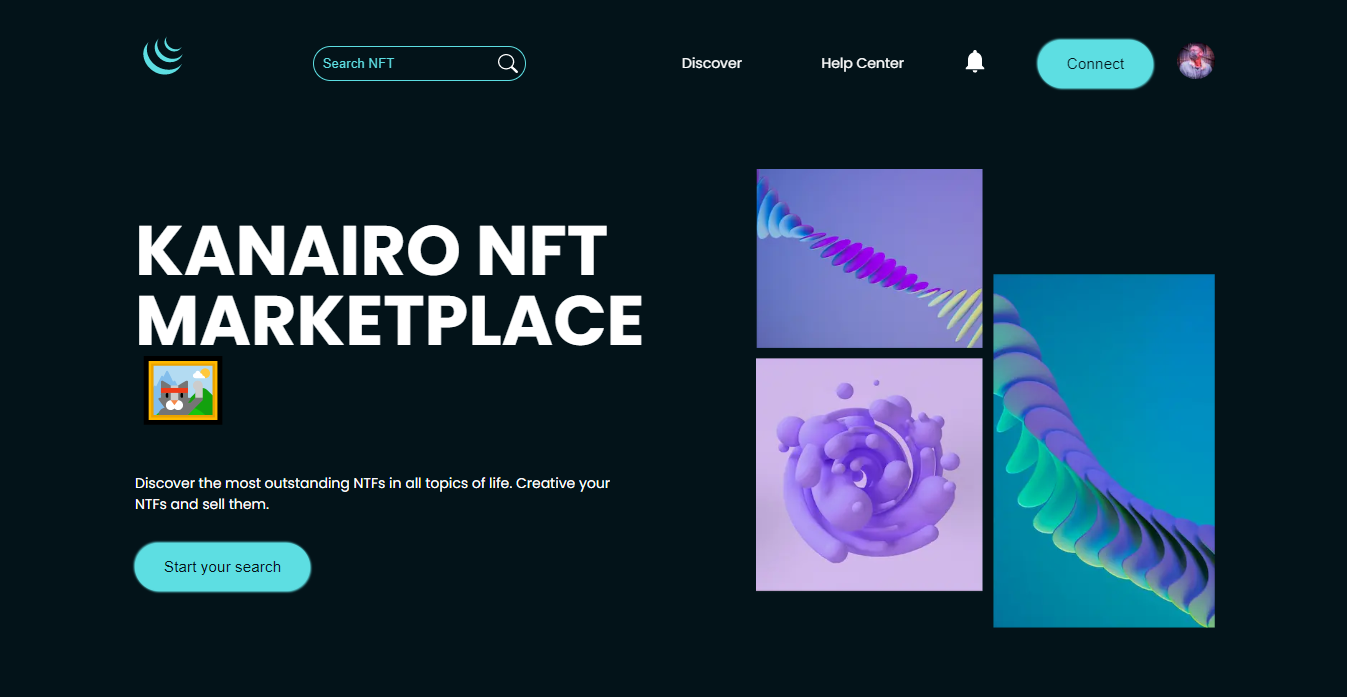 Search NFT
Discover
Help Center
Connect
KANAIRO NFT
MARKETPLACE
Discover the most outstanding NTFs in all topics of life. Creative your
NTFs and sell them.
Start your search